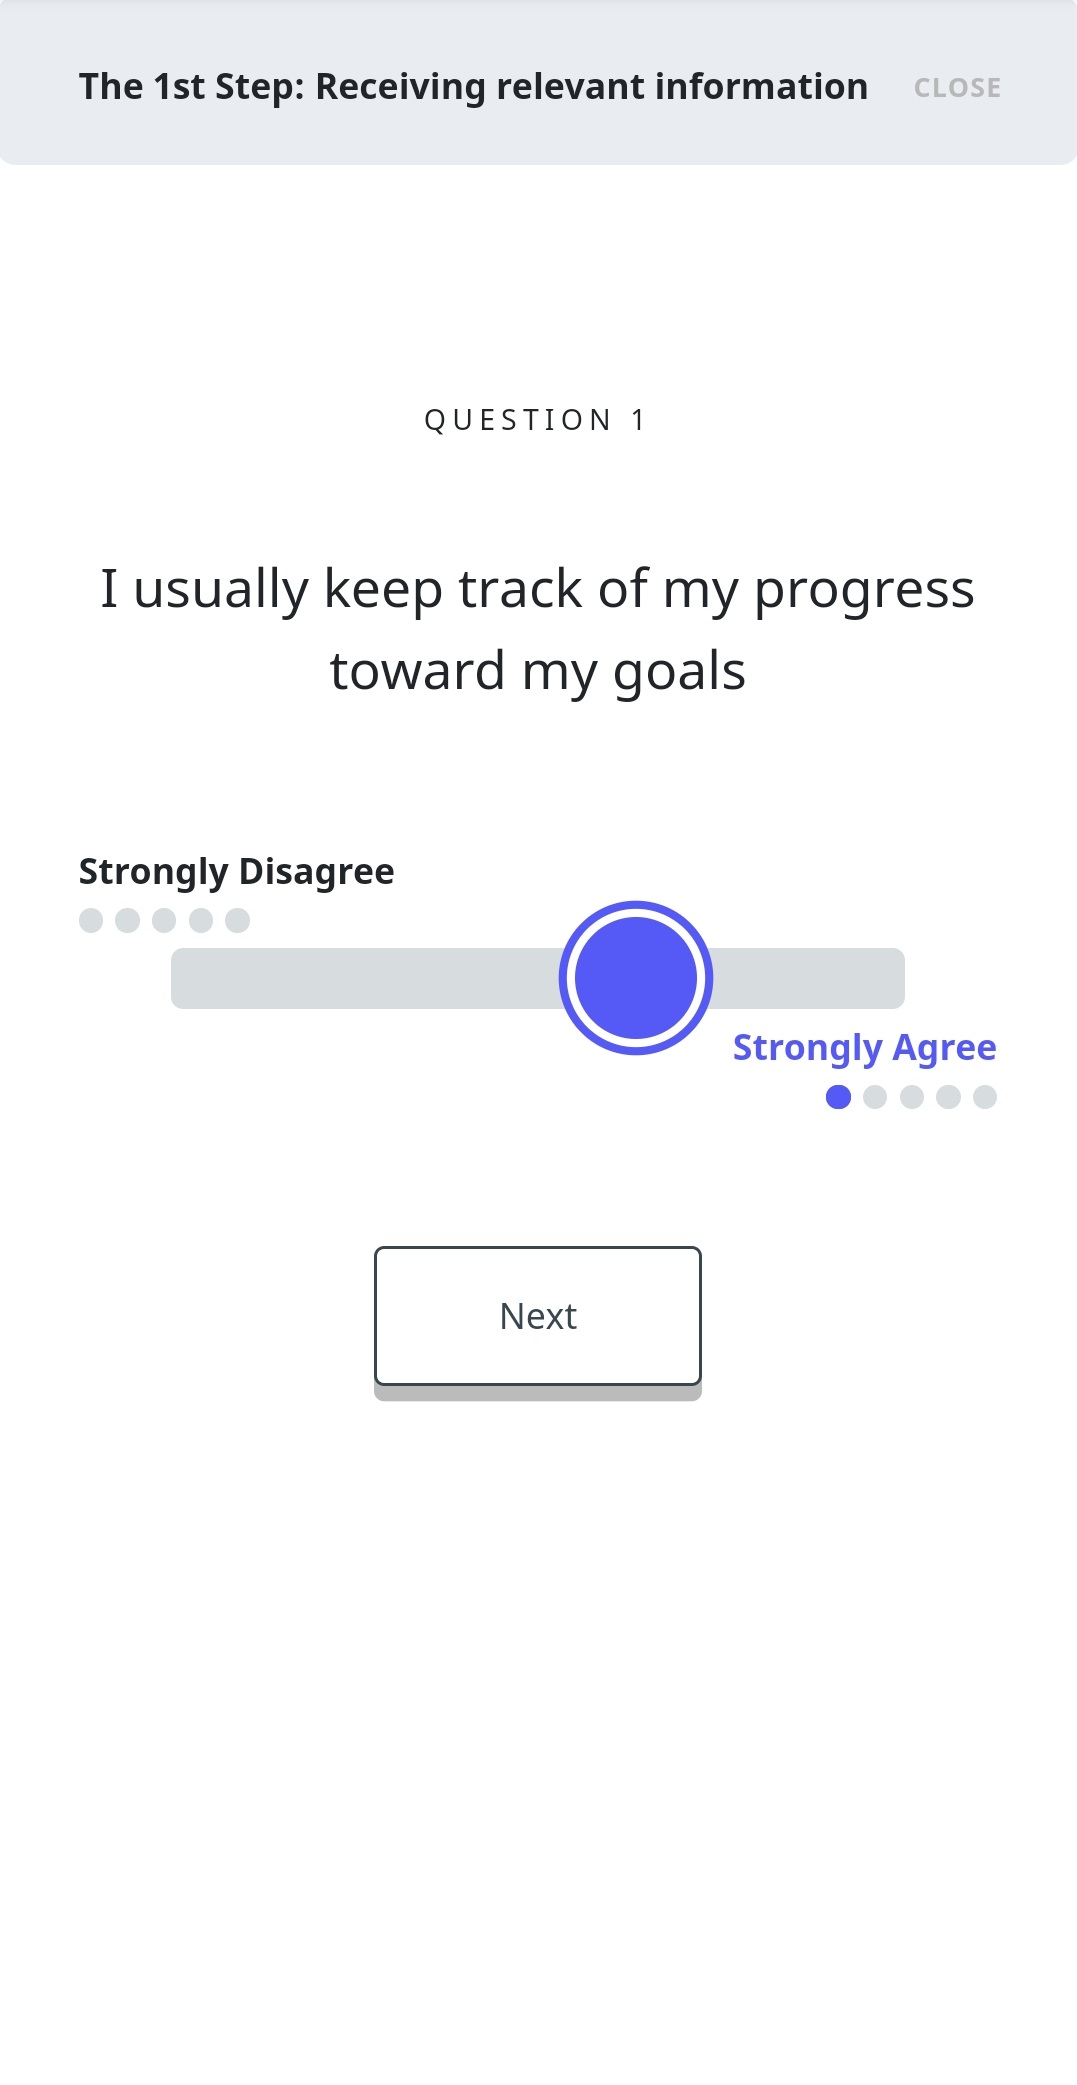 The 1st Step: Receiving relevant information
CLOSE
QUESTION 1
I usually keep track of my progress
toward my goals
Strongly Disagree
Strongly Agree
Next